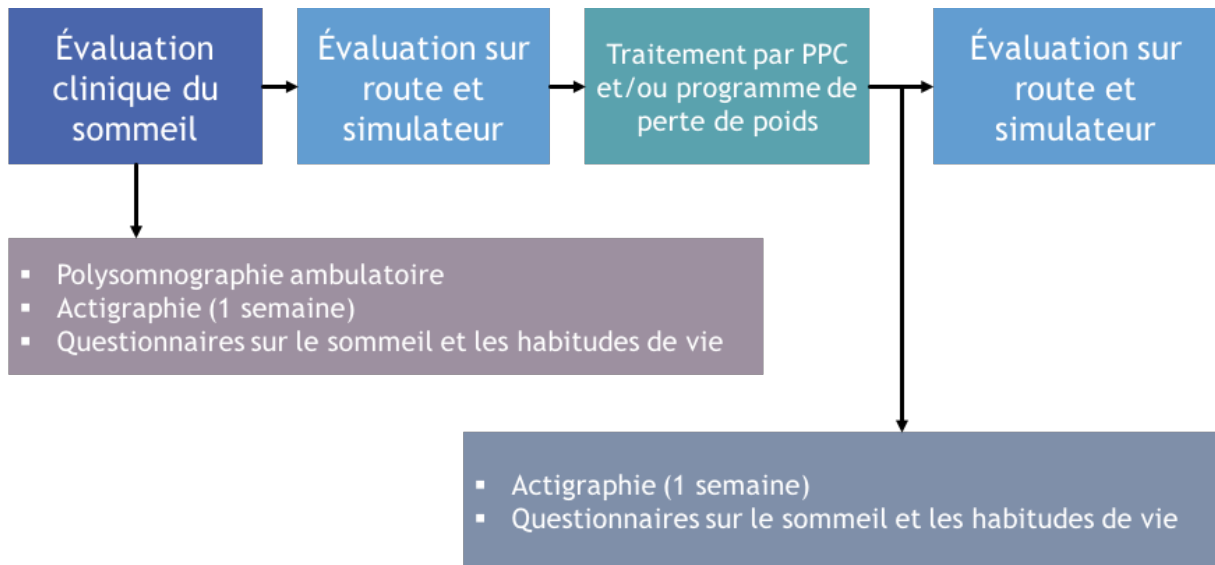 Évaluation
clinique du
sommeil
Évaluation sur
route et
simulateur
Traitement par PPC
et/ou programme de
perte de poids
Évaluation sur
route et
simulateur
▪ Polysomnographie ambulatoire
▪ Actigraphie (1 semaine)
▪ Questionnaires sur le sommeil et les habitudes de vie
▪ Actigraphie (1 semaine)
▪ Questionnaires sur le sommeil et les habitudes de vie